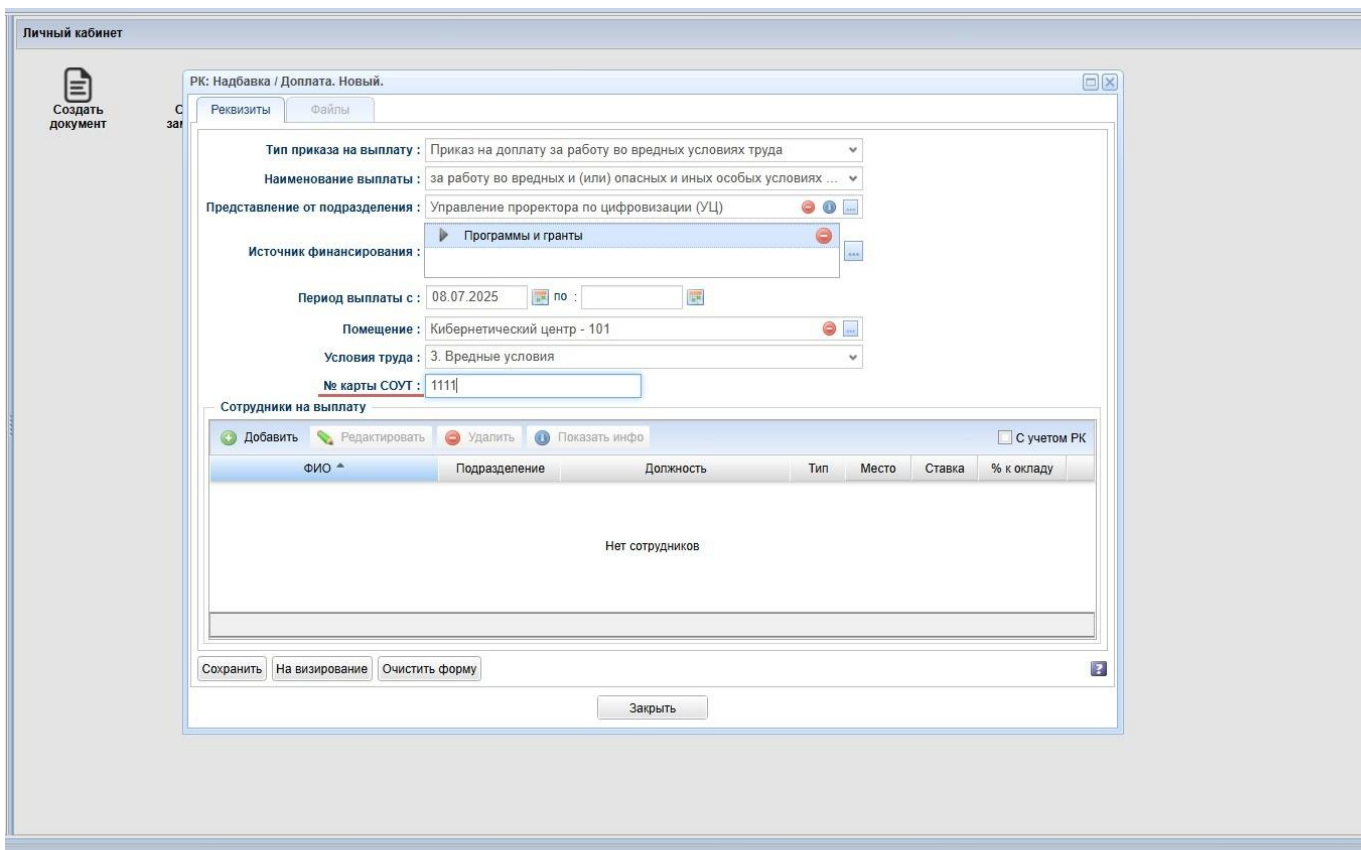 Личный кабинет
Создать
документ
С
зая
РК: Надбавка / Доплата. Новый.
Реквизиты
Файлы
Тип приказа на выплату : Приказ на доплату за работу во вредных условиях труда
Наименование выплаты : за работу во вредных и (или) опасных и иных особых условиях ...
Представление от подразделения : Управление проректора по цифровизации (УЦ)
Источник финансирования : Программы и гранты
Период выплаты с : 08.07.2025 по :
Помещение : Кибернетический центр - 101
Условия труда : 3. Вредные условия
№ карты СОУТ : 1111
Сотрудники на выплату
Добавить Редактировать Удалить Показать инфо С учетом РК
ФИО Подразделение Должность Тип Место Ставка % к окладу
Нет сотрудников
Сохранить На визирование Очистить форму
Закрыть